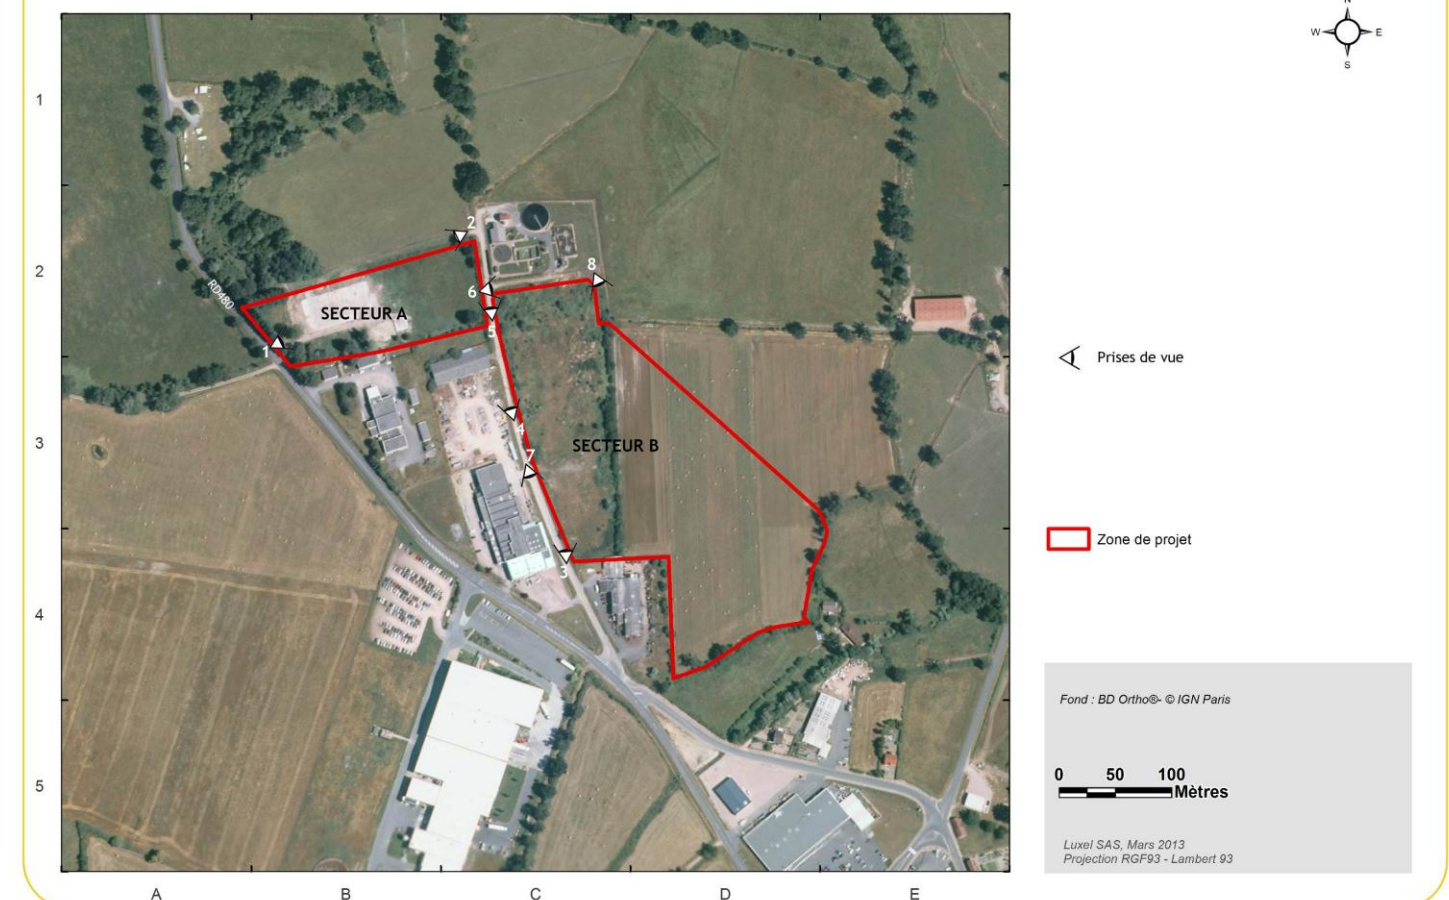 N
W E
S
1
2
2
8
6
RD480
SECTEUR A
5
1
Prises de vue
4
3
SECTEUR B
7
Zone de projet
3
4
Fond : BD Ortho®- © IGN Paris
0 50 100
Mètres
5
Luxel SAS, Mars 2013
Projection RGF93 - Lambert 93
A B C D E